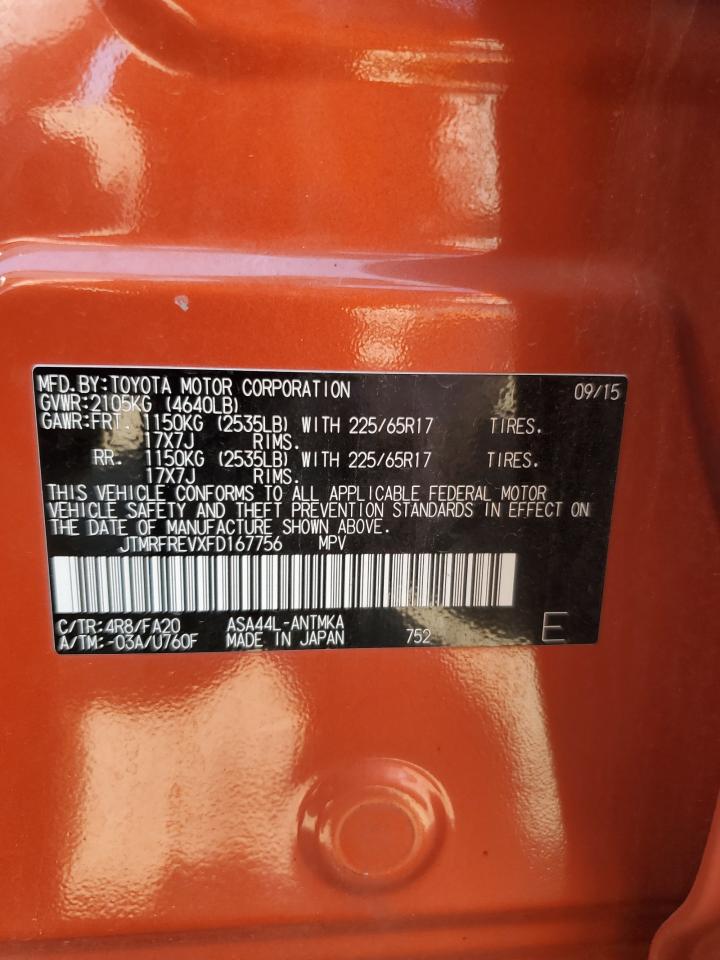 MFD.BY:TOYOTA MOTOR CORPORATION 09/15
GVWR:2105KG (4640LB)
GAWR:FRT. 1150KG (2535LB) WITH 225/65R17 TIRES.
17X7J RIMS.
RR. 1150KG (2535LB) WITH 225/65R17 TIRES.
17X7J RIMS.
THIS VEHICLE CONFORMS TO ALL APPLICABLE FEDERAL MOTOR
VEHICLE SAFETY AND THEFT PREVENTION STANDARDS IN EFFECT ON
THE DATE OF MANUFACTURE SHOWN ABOVE.
JTMRFREVXFD167756 MPV
C/TR:4R8/FA20 ASA44L-ANTMKA
A/TM:-03A/U760F MADE IN JAPAN 752 E